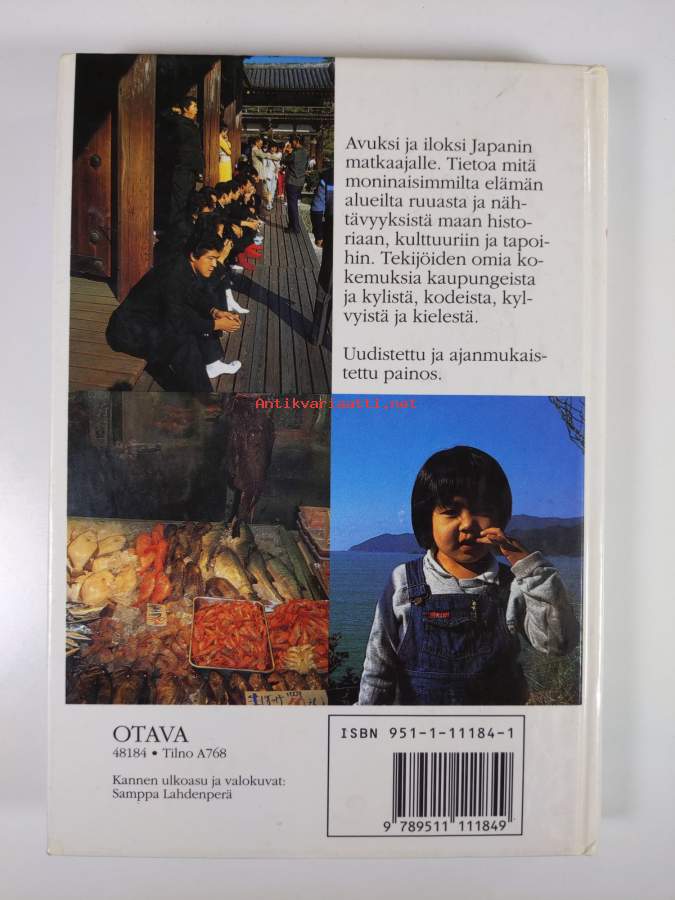 Avuksi ja iloksi Japanin
matkaajalle. Tietoa mitä
moninaisimmilta elämän
alueilta ruuasta ja näh-
tävyyksistä maan histo-
riaan, kulttuuriin ja tapoi-
hin. Tekijöiden omia ko-
kemuksia kaupungeista
ja kylistä, kodeista, kyl-
vyistä ja kielestä.
Uudistettu ja ajanmukais-
tettu painos.
Antikvariaatti.net
OTAVA
48184 • Tilno A768
Kannen ulkoasu ja valokuvat:
Samppa Lahdenperä
ISBN 951-1-11184-1
9 789511 111849